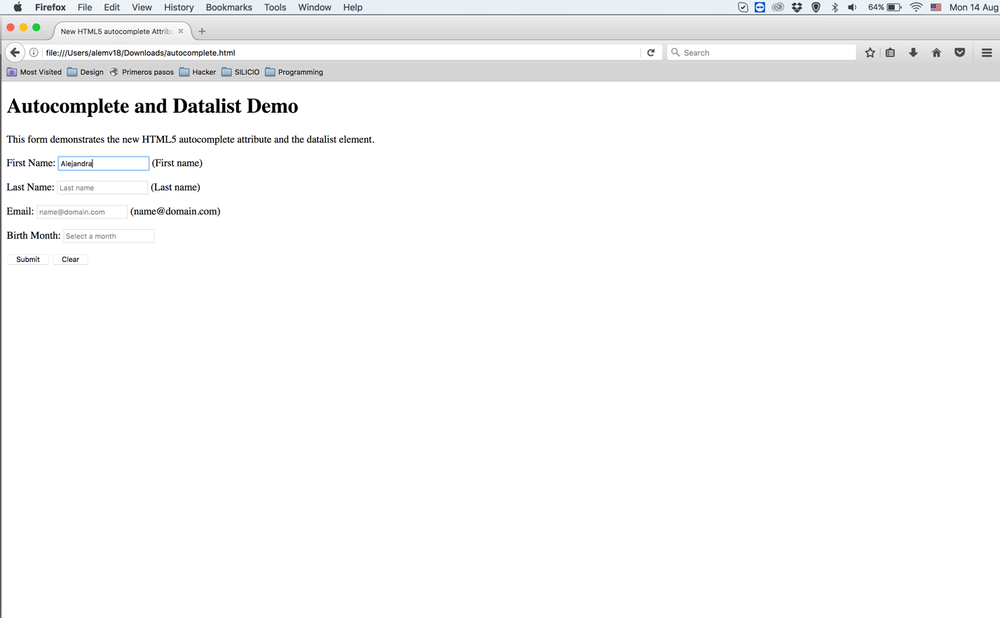 Firefox File Edit View History Bookmarks Tools Window Help 64% Mon 14 Aug
New HTML5 autocomplete Attribu
file:///Users/alemv18/Downloads/autocomplete.html Search
Most Visited Design Primeros pasos Hacker SILICIO Programming
Autocomplete and Datalist Demo
This form demonstrates the new HTML5 autocomplete attribute and the datalist element.
First Name: Alejandra (First name)
Last Name: Last name (Last name)
Email: name@domain.com (name@domain.com)
Birth Month: Select a month
Submit Clear